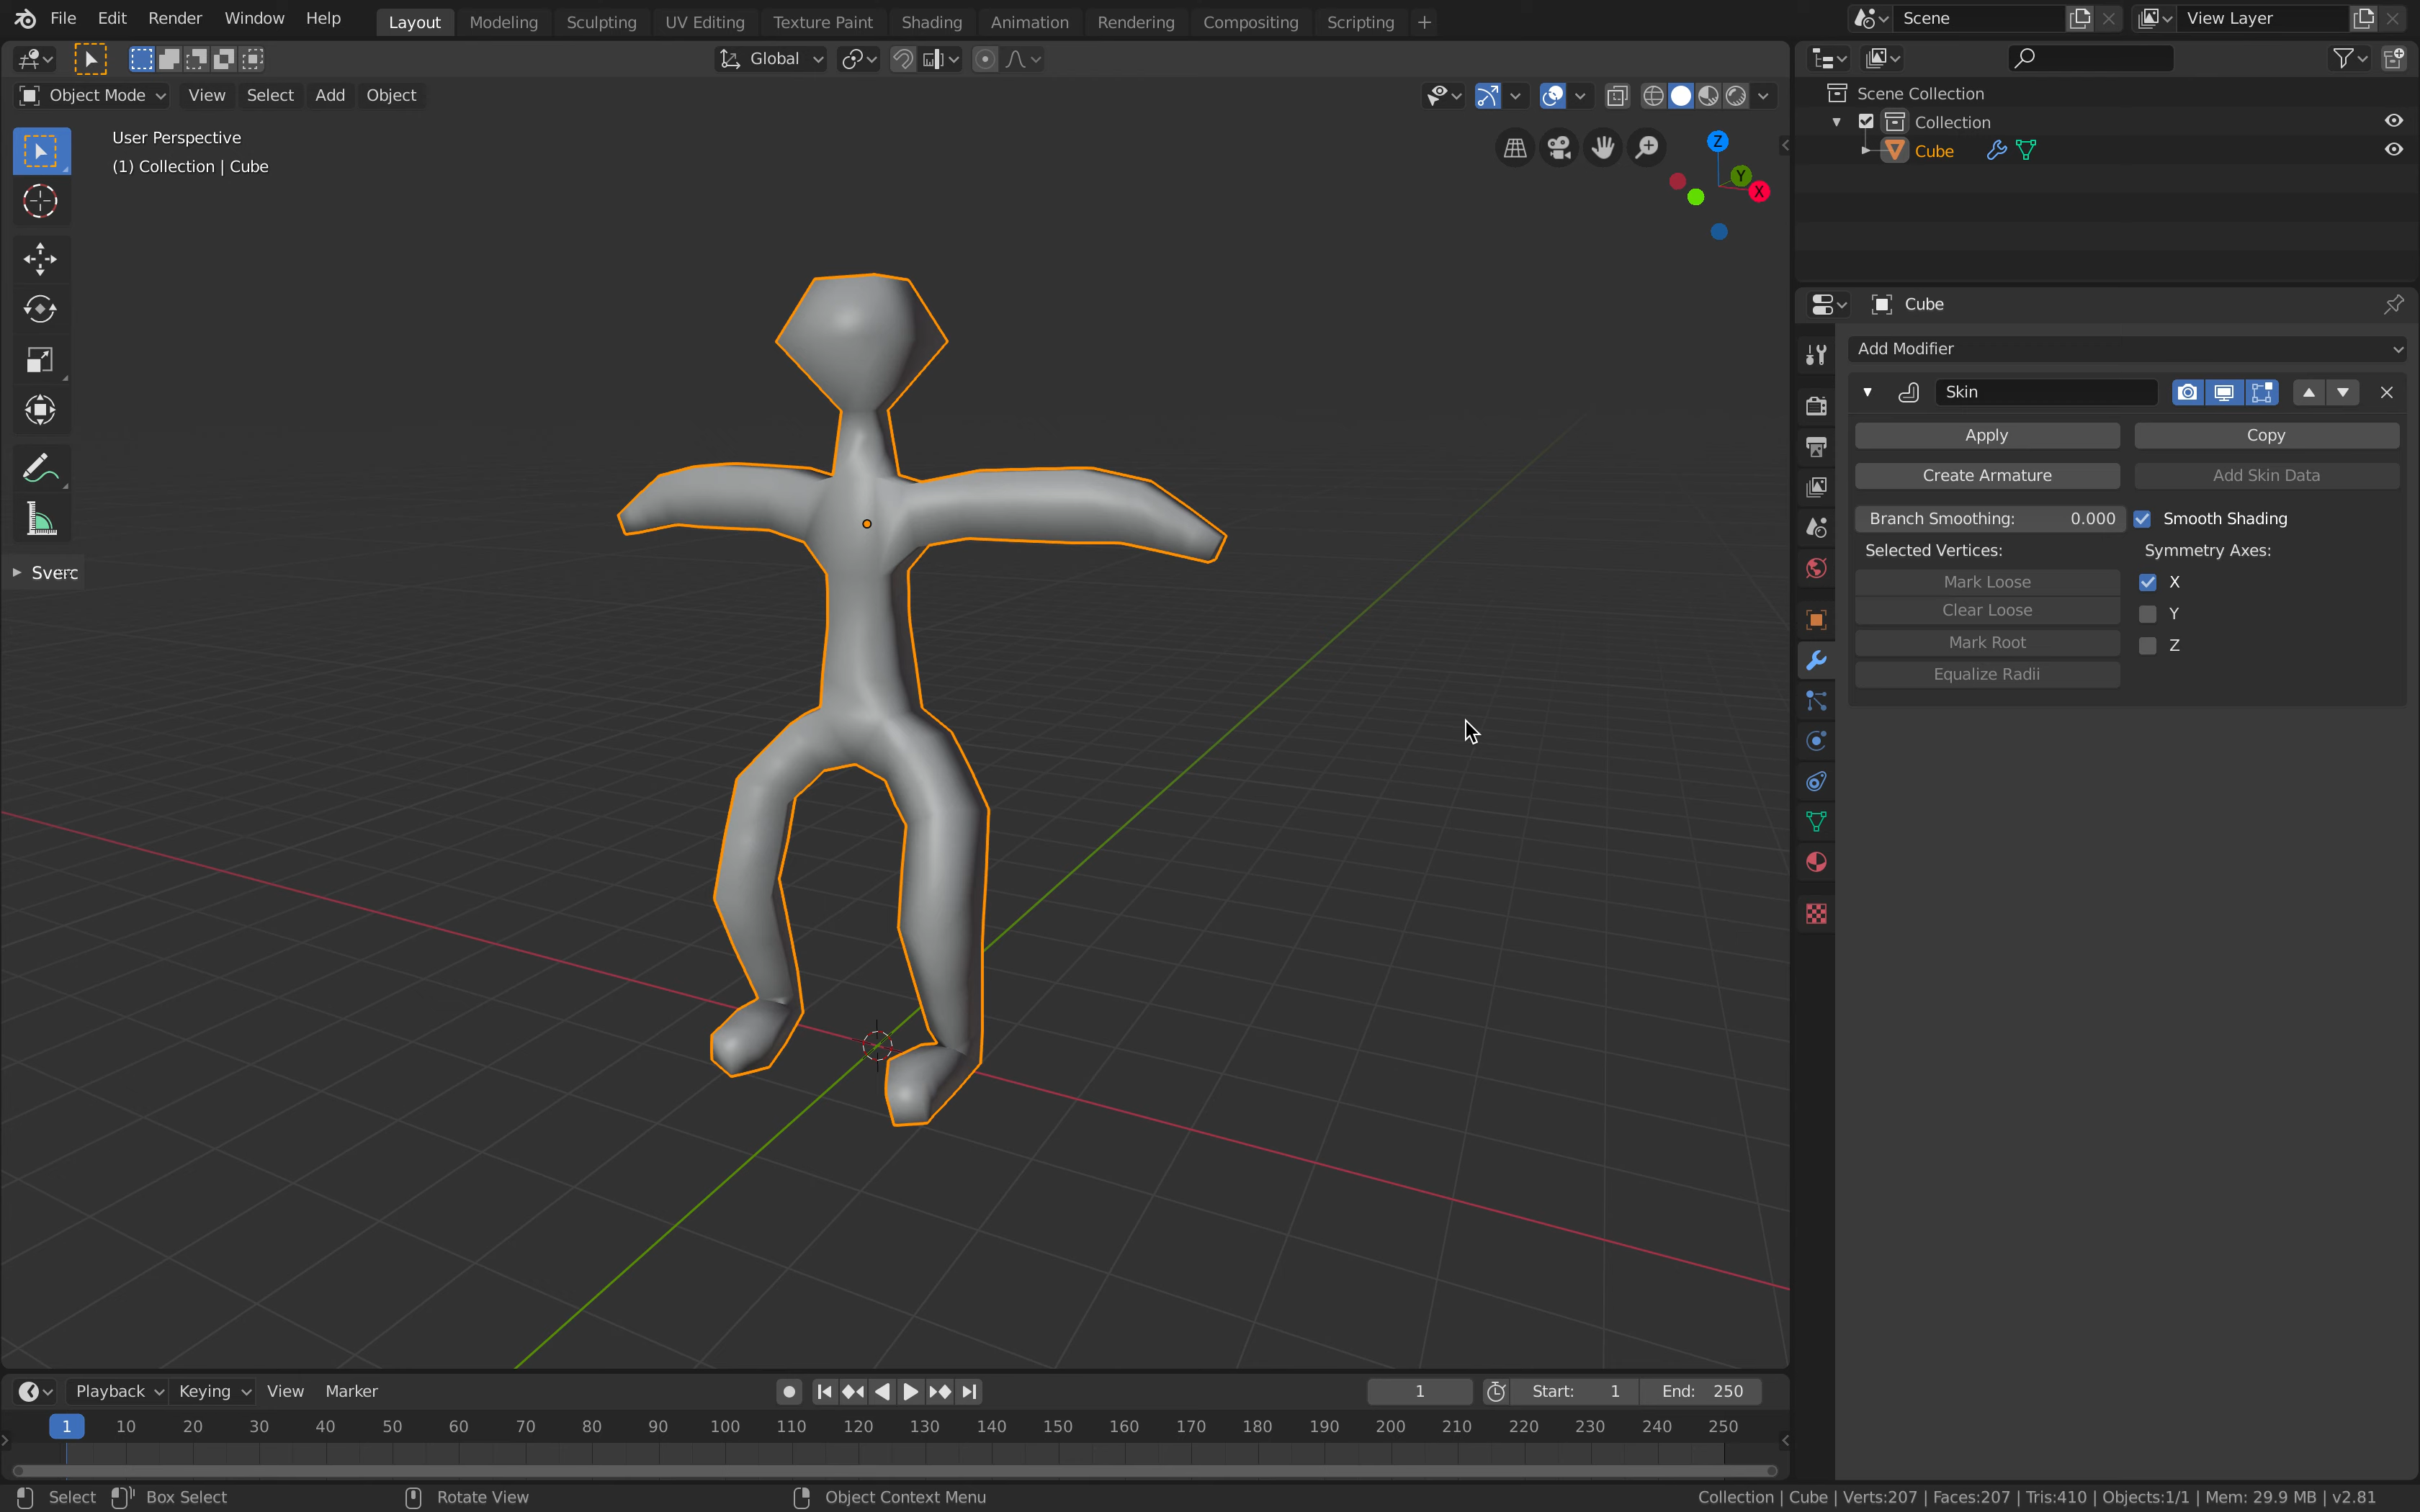 File Edit Render Window Help Layout Modeling Sculpting UV Editing Texture Paint Shading Animation Rendering Compositing Scripting + Scene View Layer
Global
Object Mode View Select Add Object
User Perspective
(1) Collection | Cube
Z
Y
X
Sverc
Scene Collection
Collection
Cube
Cube
Add Modifier
Skin
Apply Copy
Create Armature Add Skin Data
Branch Smoothing: 0.000 Smooth Shading
Selected Vertices: Symmetry Axes:
Mark Loose X
Clear Loose Y
Mark Root Z
Equalize Radii
Playback Keying View Marker 1 Start: 1 End: 250
1 10 20 30 40 50 60 70 80 90 100 110 120 130 140 150 160 170 180 190 200 210 220 230 240 250
Select Box Select Rotate View Object Context Menu Collection | Cube | Verts:207 | Faces:207 | Tris:410 | Objects:1/1 | Mem: 29.9 MB | v2.81